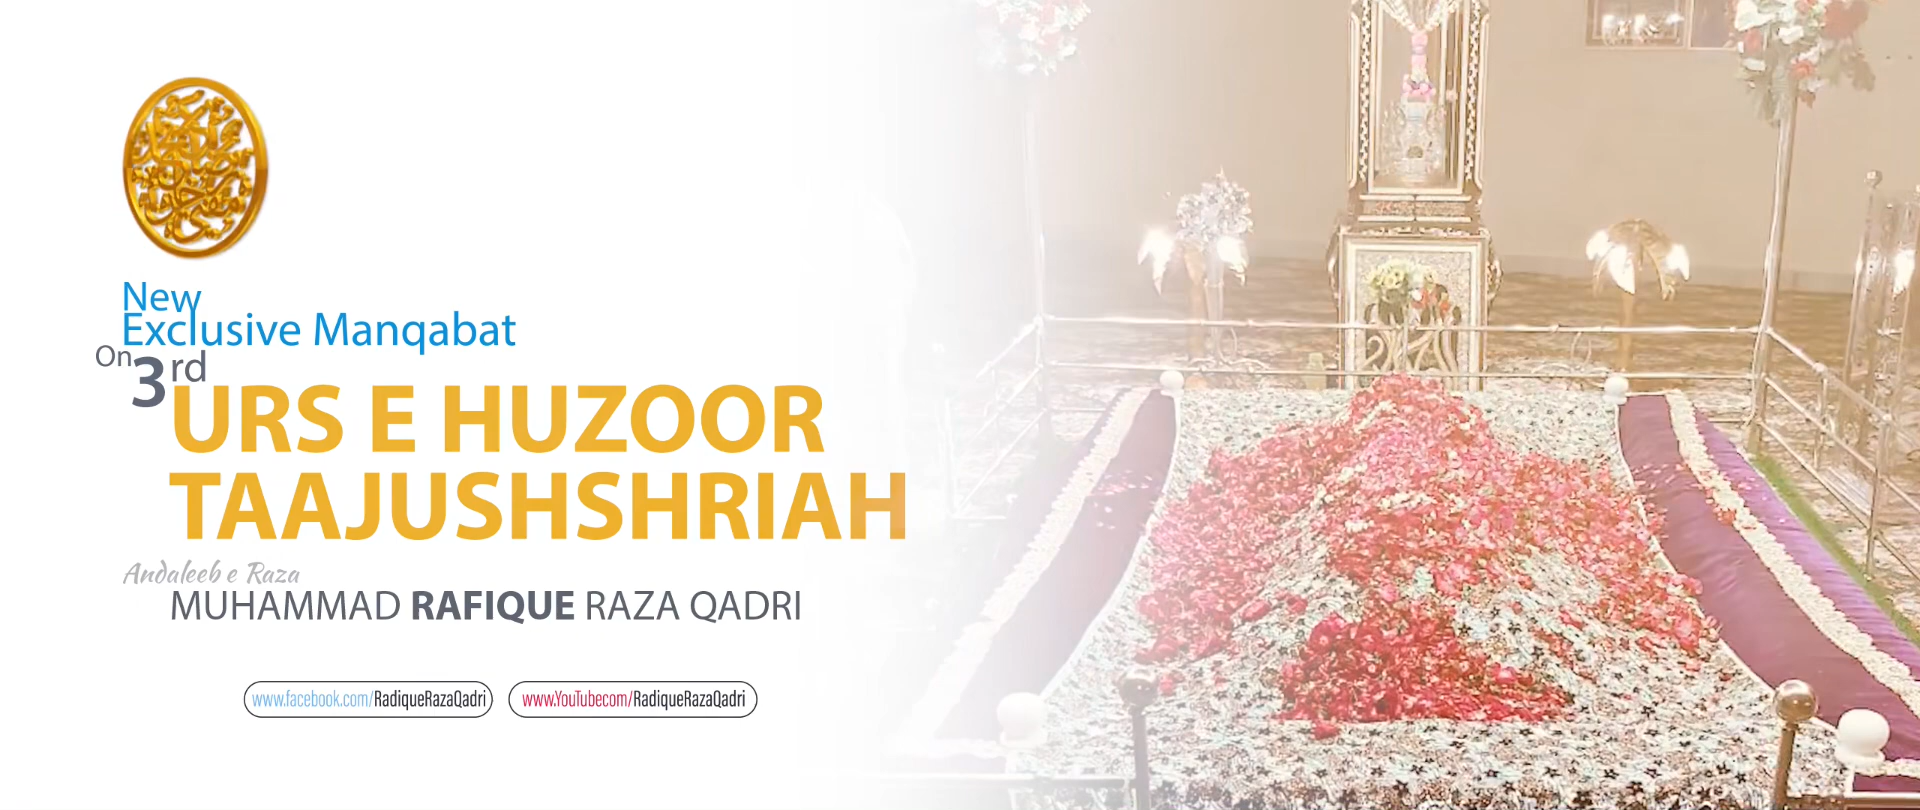 New
Exclusive Manqabat
On 3rd
URS E HUZOOR
TAAJUSHSHRIAH
Andaleeb e Raza
MUHAMMAD RAFIQUE RAZA QADRI
www.facebook.com/RadiqueRazaQadri
www.YouTubecom/RadiqueRazaQadri